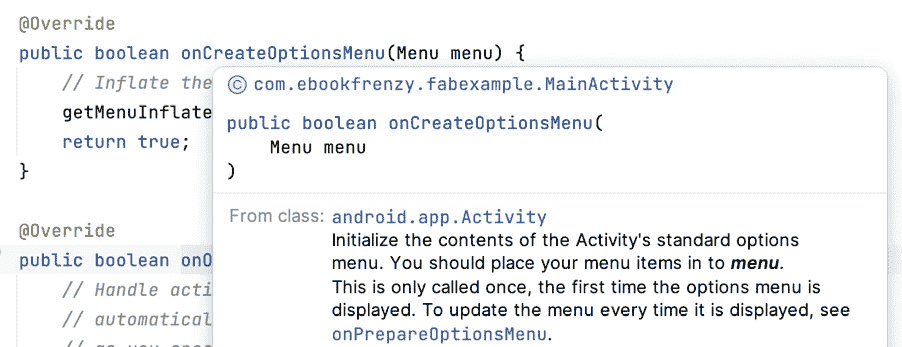 @Override
public boolean onCreateOptionsMenu(Menu menu) {
// Inflate the
getMenuInflate
return true;
}
@Override
public boolean onO
// Handle acti
// automatical
© com.ebookfrenzy.fabexample.MainActivity
public boolean onCreateOptionsMenu(
Menu menu
)
From class: android.app.Activity
Initialize the contents of the Activity's standard options
menu. You should place your menu items in to menu.
This is only called once, the first time the options menu is
displayed. To update the menu every time it is displayed, see
onPrepareOptionsMenu.